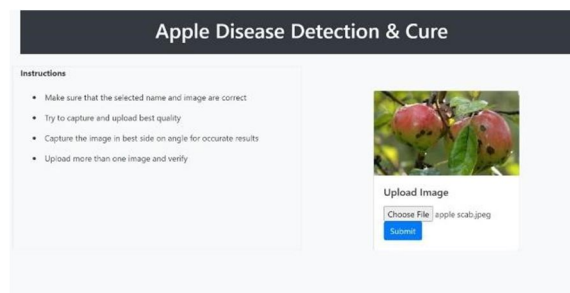 Apple Disease Detection & Cure
Instructions
Make sure that the selected name and image are correct
Try to capture and upload best quality
Capture the image in best side on angle for occurate results
Upload more than one image and verify
Upload Image
Choose File apple scab.jpeg
Submit